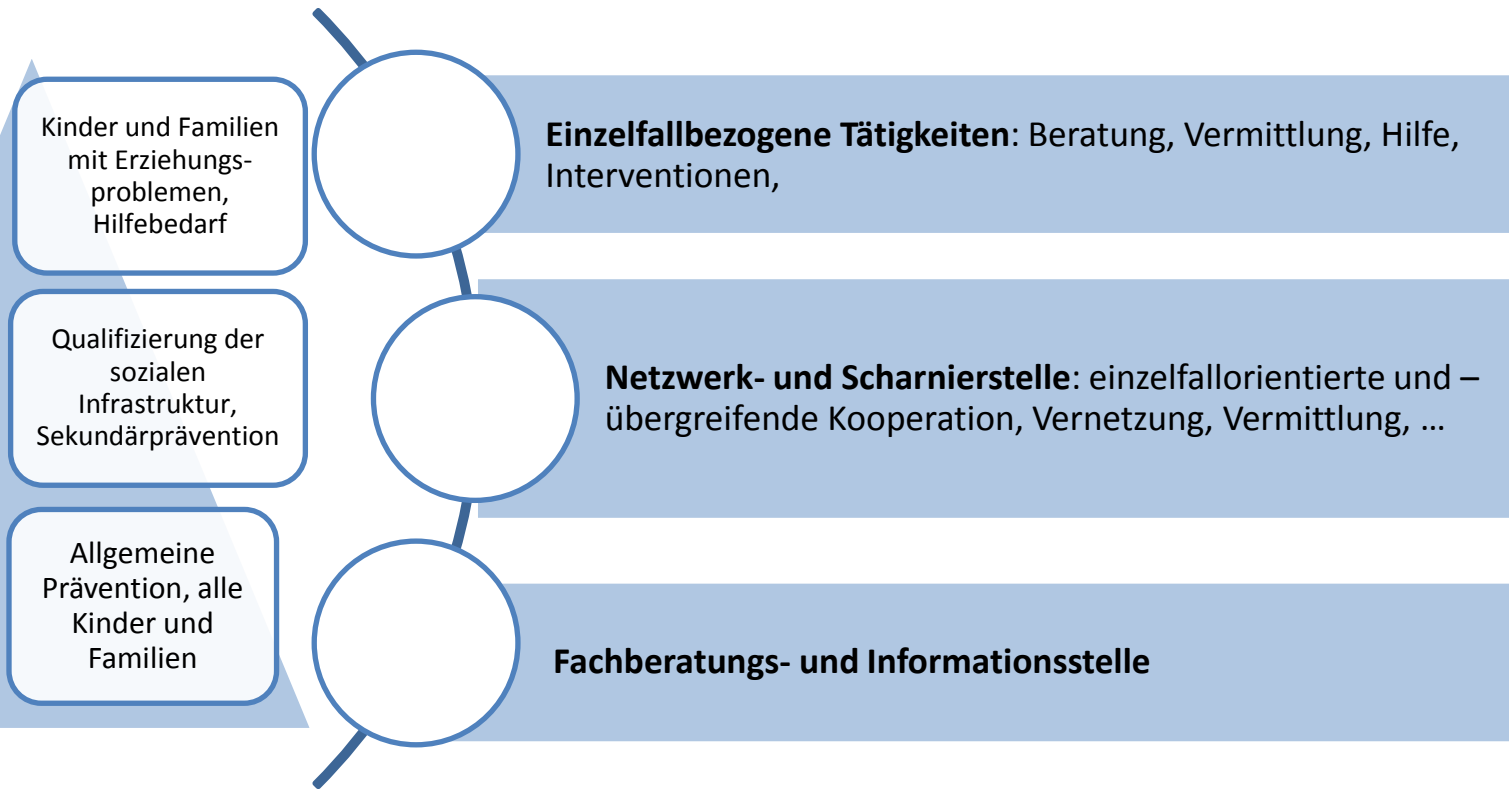 Kinder und Familien
mit Erziehungs-
problemen,
Hilfebedarf
Einzelfallbezogene Tätigkeiten: Beratung, Vermittlung, Hilfe,
Interventionen,
Qualifizierung der
sozialen
Infrastruktur,
Sekundärprävention
Netzwerk- und Scharnierstelle: einzelfallorientierte und –
übergreifende Kooperation, Vernetzung, Vermittlung, …
Allgemeine
Prävention, alle
Kinder und
Familien
Fachberatungs- und Informationsstelle